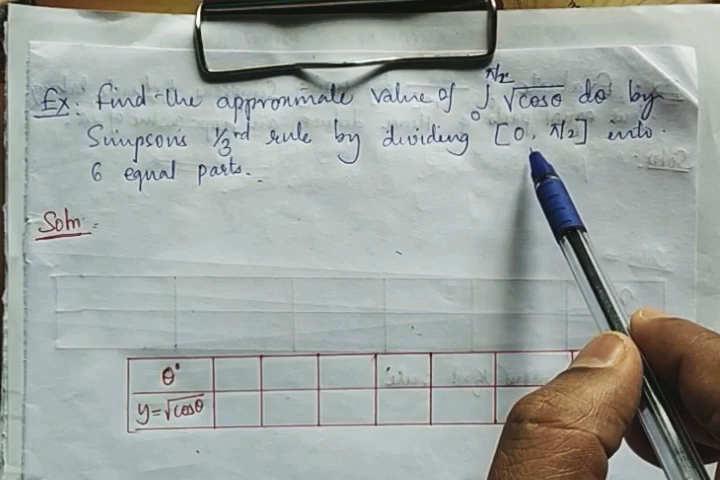 Ex: Find the approximate value of ∫₀^π/2 √cosθ dθ by
Simpson's 1/3rd rule by dividing [0, π/2] into
6 equal parts.
Soln:
θ°
y=√cosθ